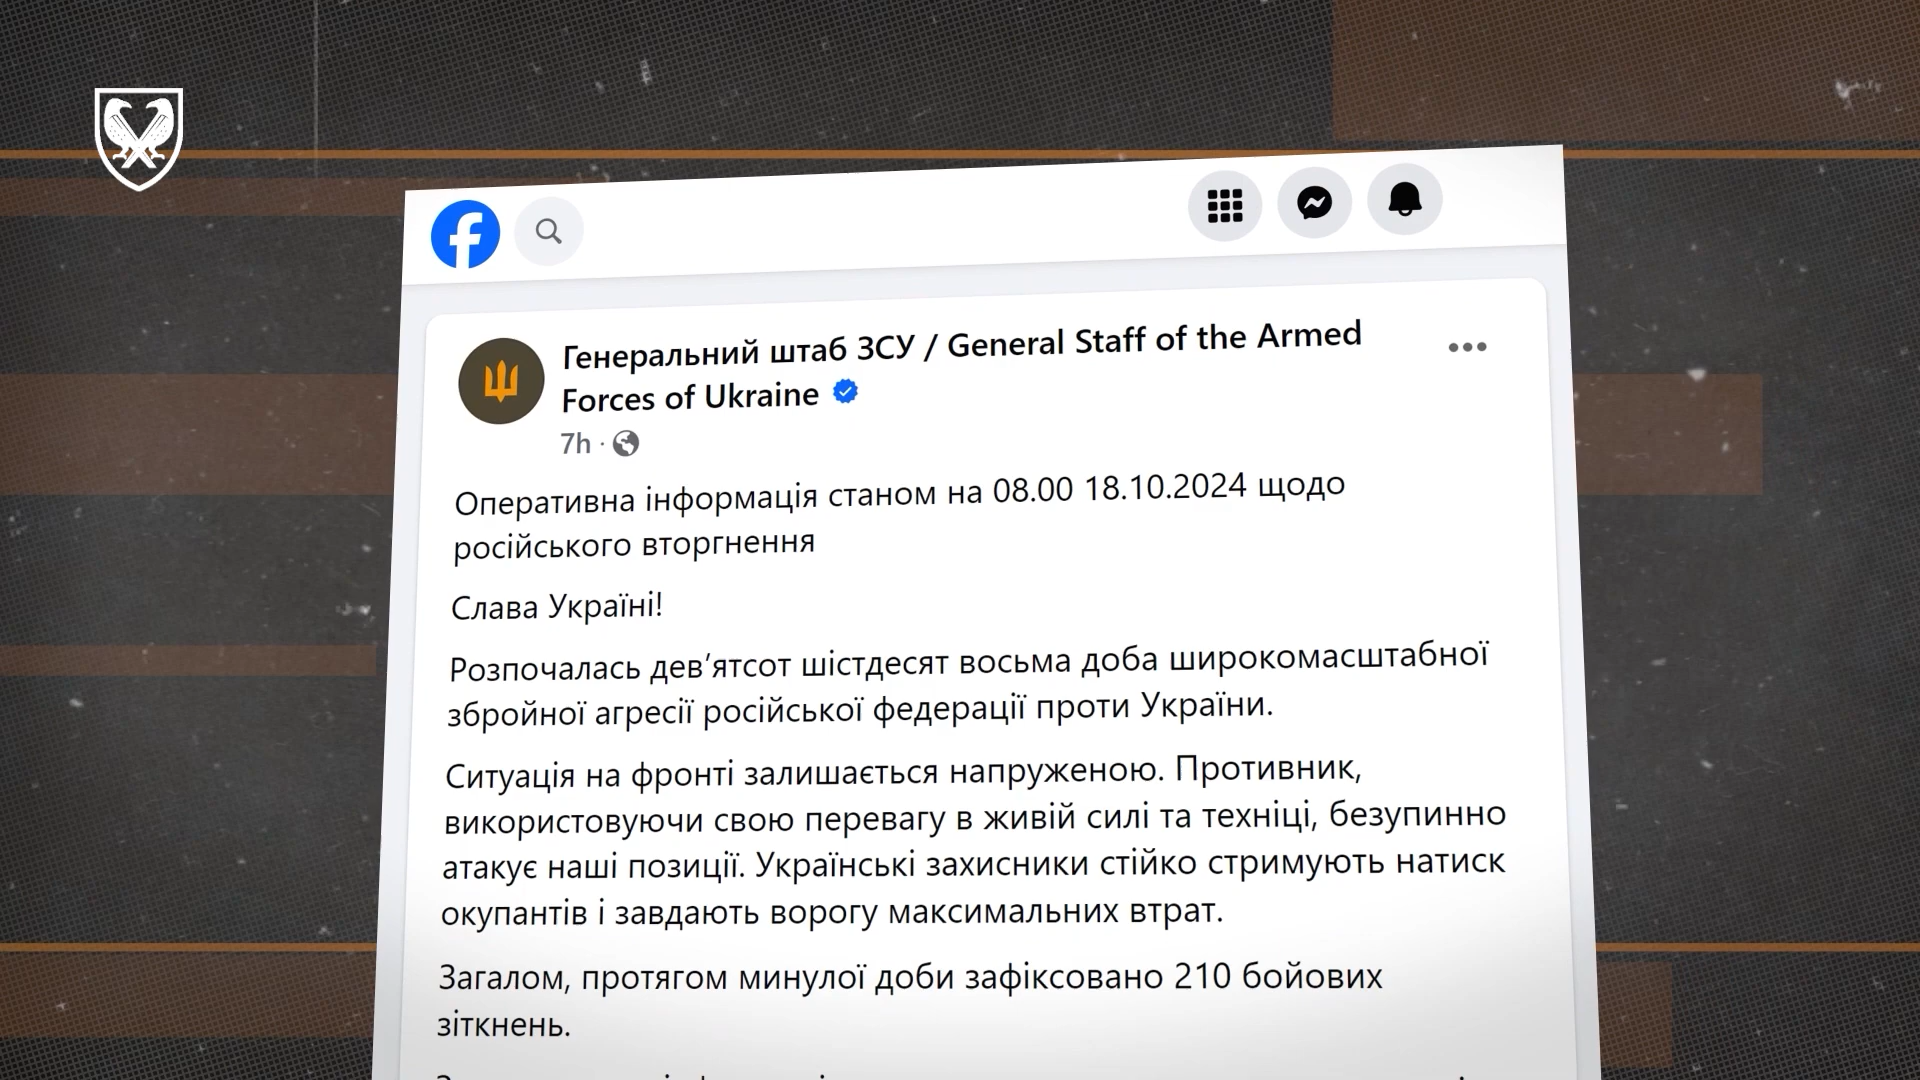 Генеральний штаб ЗСУ / General Staff of the Armed
Forces of Ukraine
7h ·
Оперативна інформація станом на 08.00 18.10.2024 щодо
російського вторгнення
Слава Україні!
Розпочалась дев’ятсот шістдесят восьма доба широкомасштабної
збройної агресії російської федерації проти України.
Ситуація на фронті залишається напруженою. Противник,
використовуючи свою перевагу в живій силі та техніці, безупинно
атакує наші позиції. Українські захисники стійко стримують натиск
окупантів і завдають ворогу максимальних втрат.
Загалом, протягом минулої доби зафіксовано 210 бойових
зіткнень.